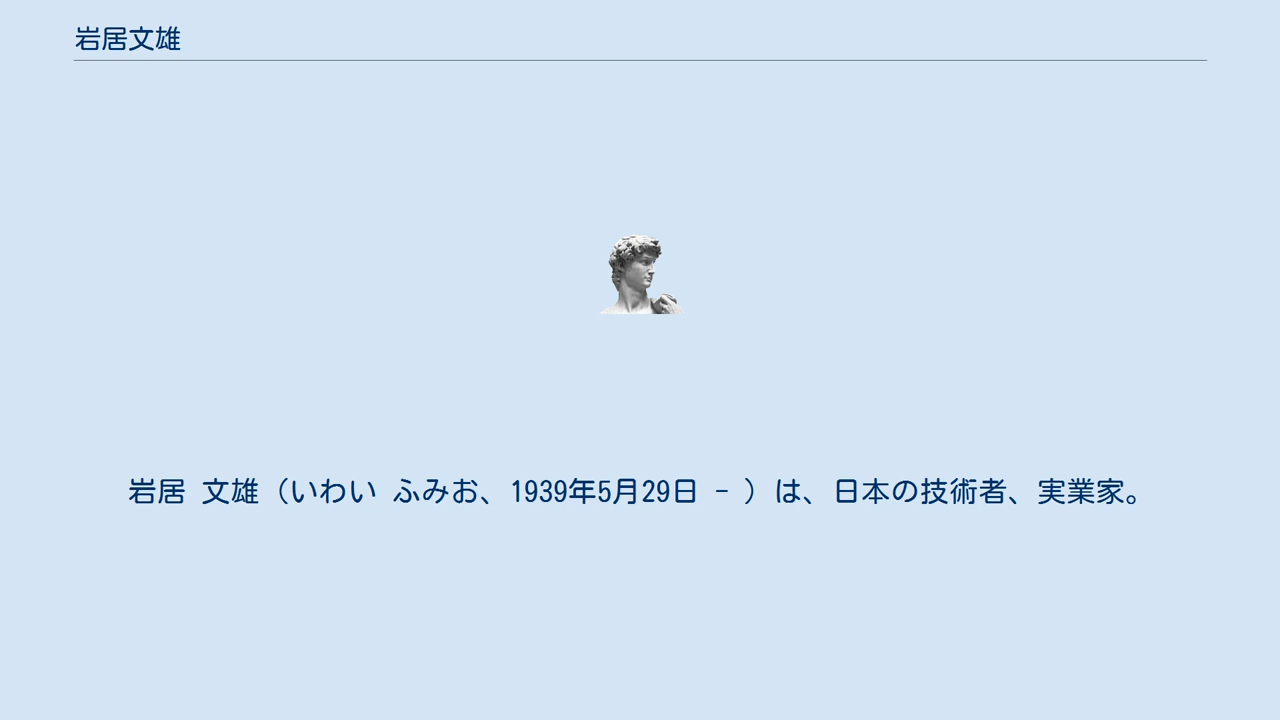 岩居文雄
岩居 文雄（いわい ふみお、1939年5月29日 - ）は、日本の技術者、実業家。